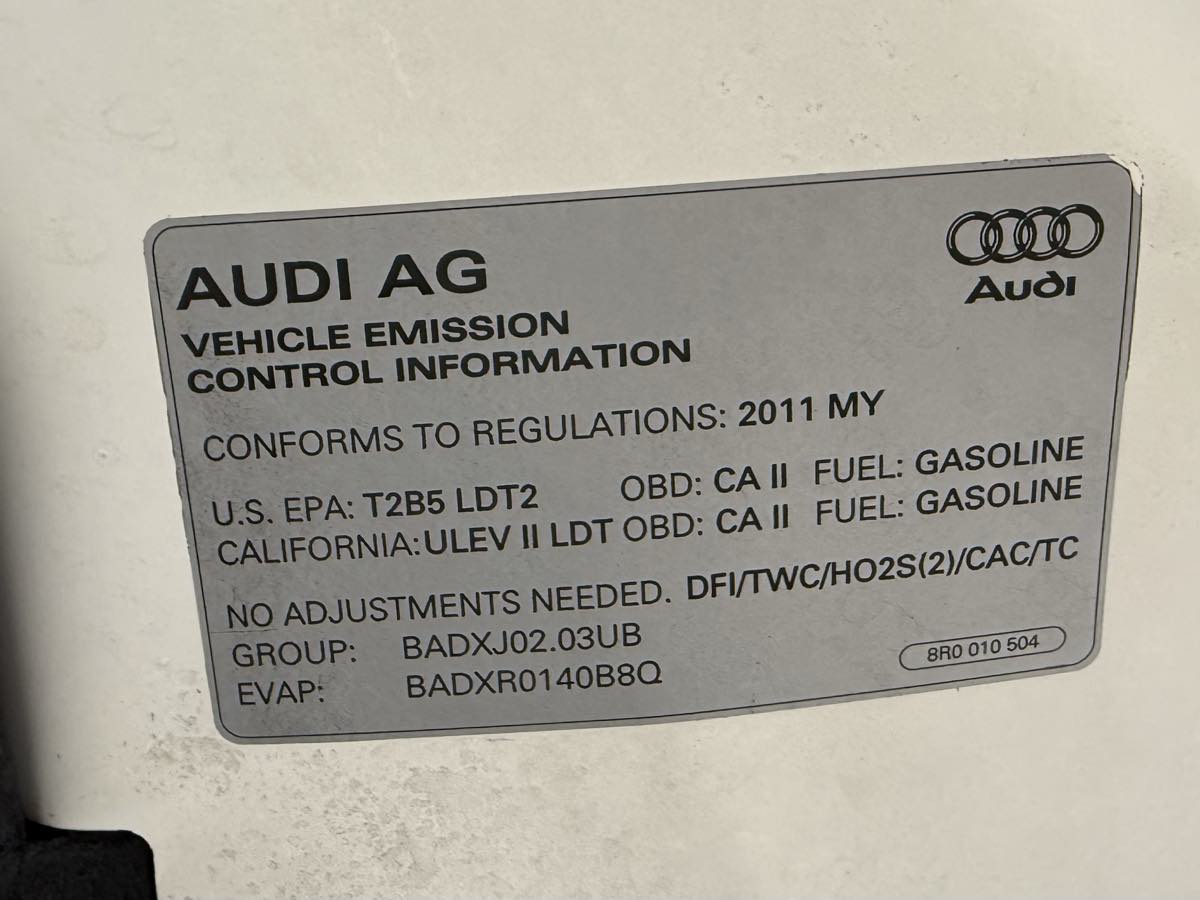 AUDI AG
Audi
VEHICLE EMISSION
CONTROL INFORMATION
CONFORMS TO REGULATIONS: 2011 MY
U.S. EPA: T2B5 LDT2 OBD: CA II FUEL: GASOLINE
CALIFORNIA: ULEV II LDT OBD: CA II FUEL: GASOLINE
NO ADJUSTMENTS NEEDED. DFI/TWC/HO2S(2)/CAC/TC
GROUP: BADXJ02.03UB
EVAP: BADXR0140B8Q
8R0 010 504